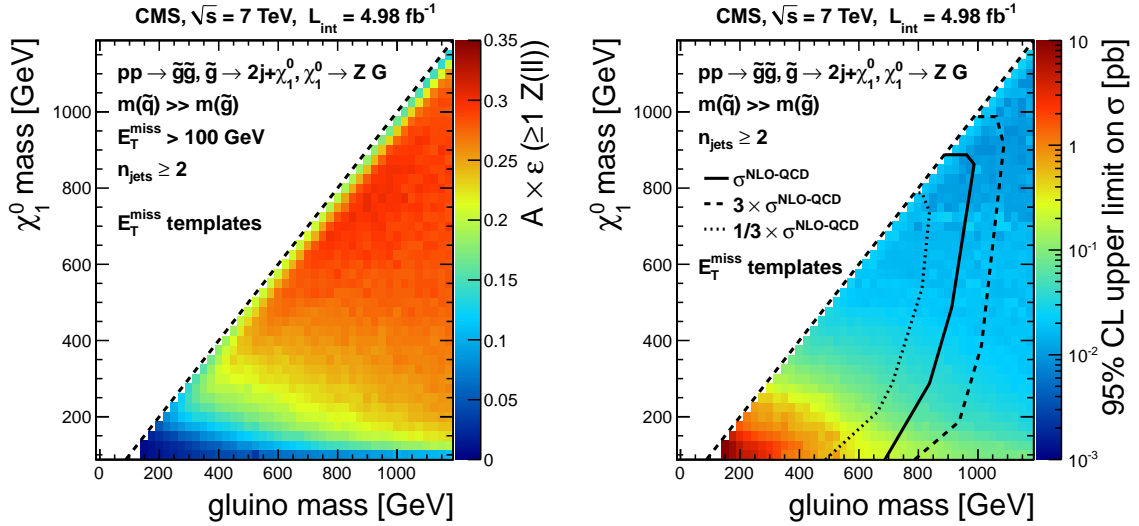 CMS, √s = 7 TeV, L_int = 4.98 fb⁻¹
pp → g̃g̃, g̃ → 2j+χ₁⁰, χ₁⁰ → Z G
m(q̃) >> m(g̃)
E_T^miss > 100 GeV
n_jets ≥ 2
E_T^miss templates
χ₁⁰ mass [GeV]
1000
800
600
400
200
0 200 400 600 800 1000
gluino mass [GeV]
0.35
0.3
0.25
0.2
0.15
0.1
0.05
0
A × ε (≥1 Z(ll))
CMS, √s = 7 TeV, L_int = 4.98 fb⁻¹
pp → g̃g̃, g̃ → 2j+χ₁⁰, χ₁⁰ → Z G
m(q̃) >> m(g̃)
n_jets ≥ 2
σ^NLO-QCD
3 × σ^NLO-QCD
1/3 × σ^NLO-QCD
E_T^miss templates
χ₁⁰ mass [GeV]
1000
800
600
400
200
0 200 400 600 800 1000
gluino mass [GeV]
10
1
10⁻¹
10⁻²
10⁻³
95% CL upper limit on σ [pb]